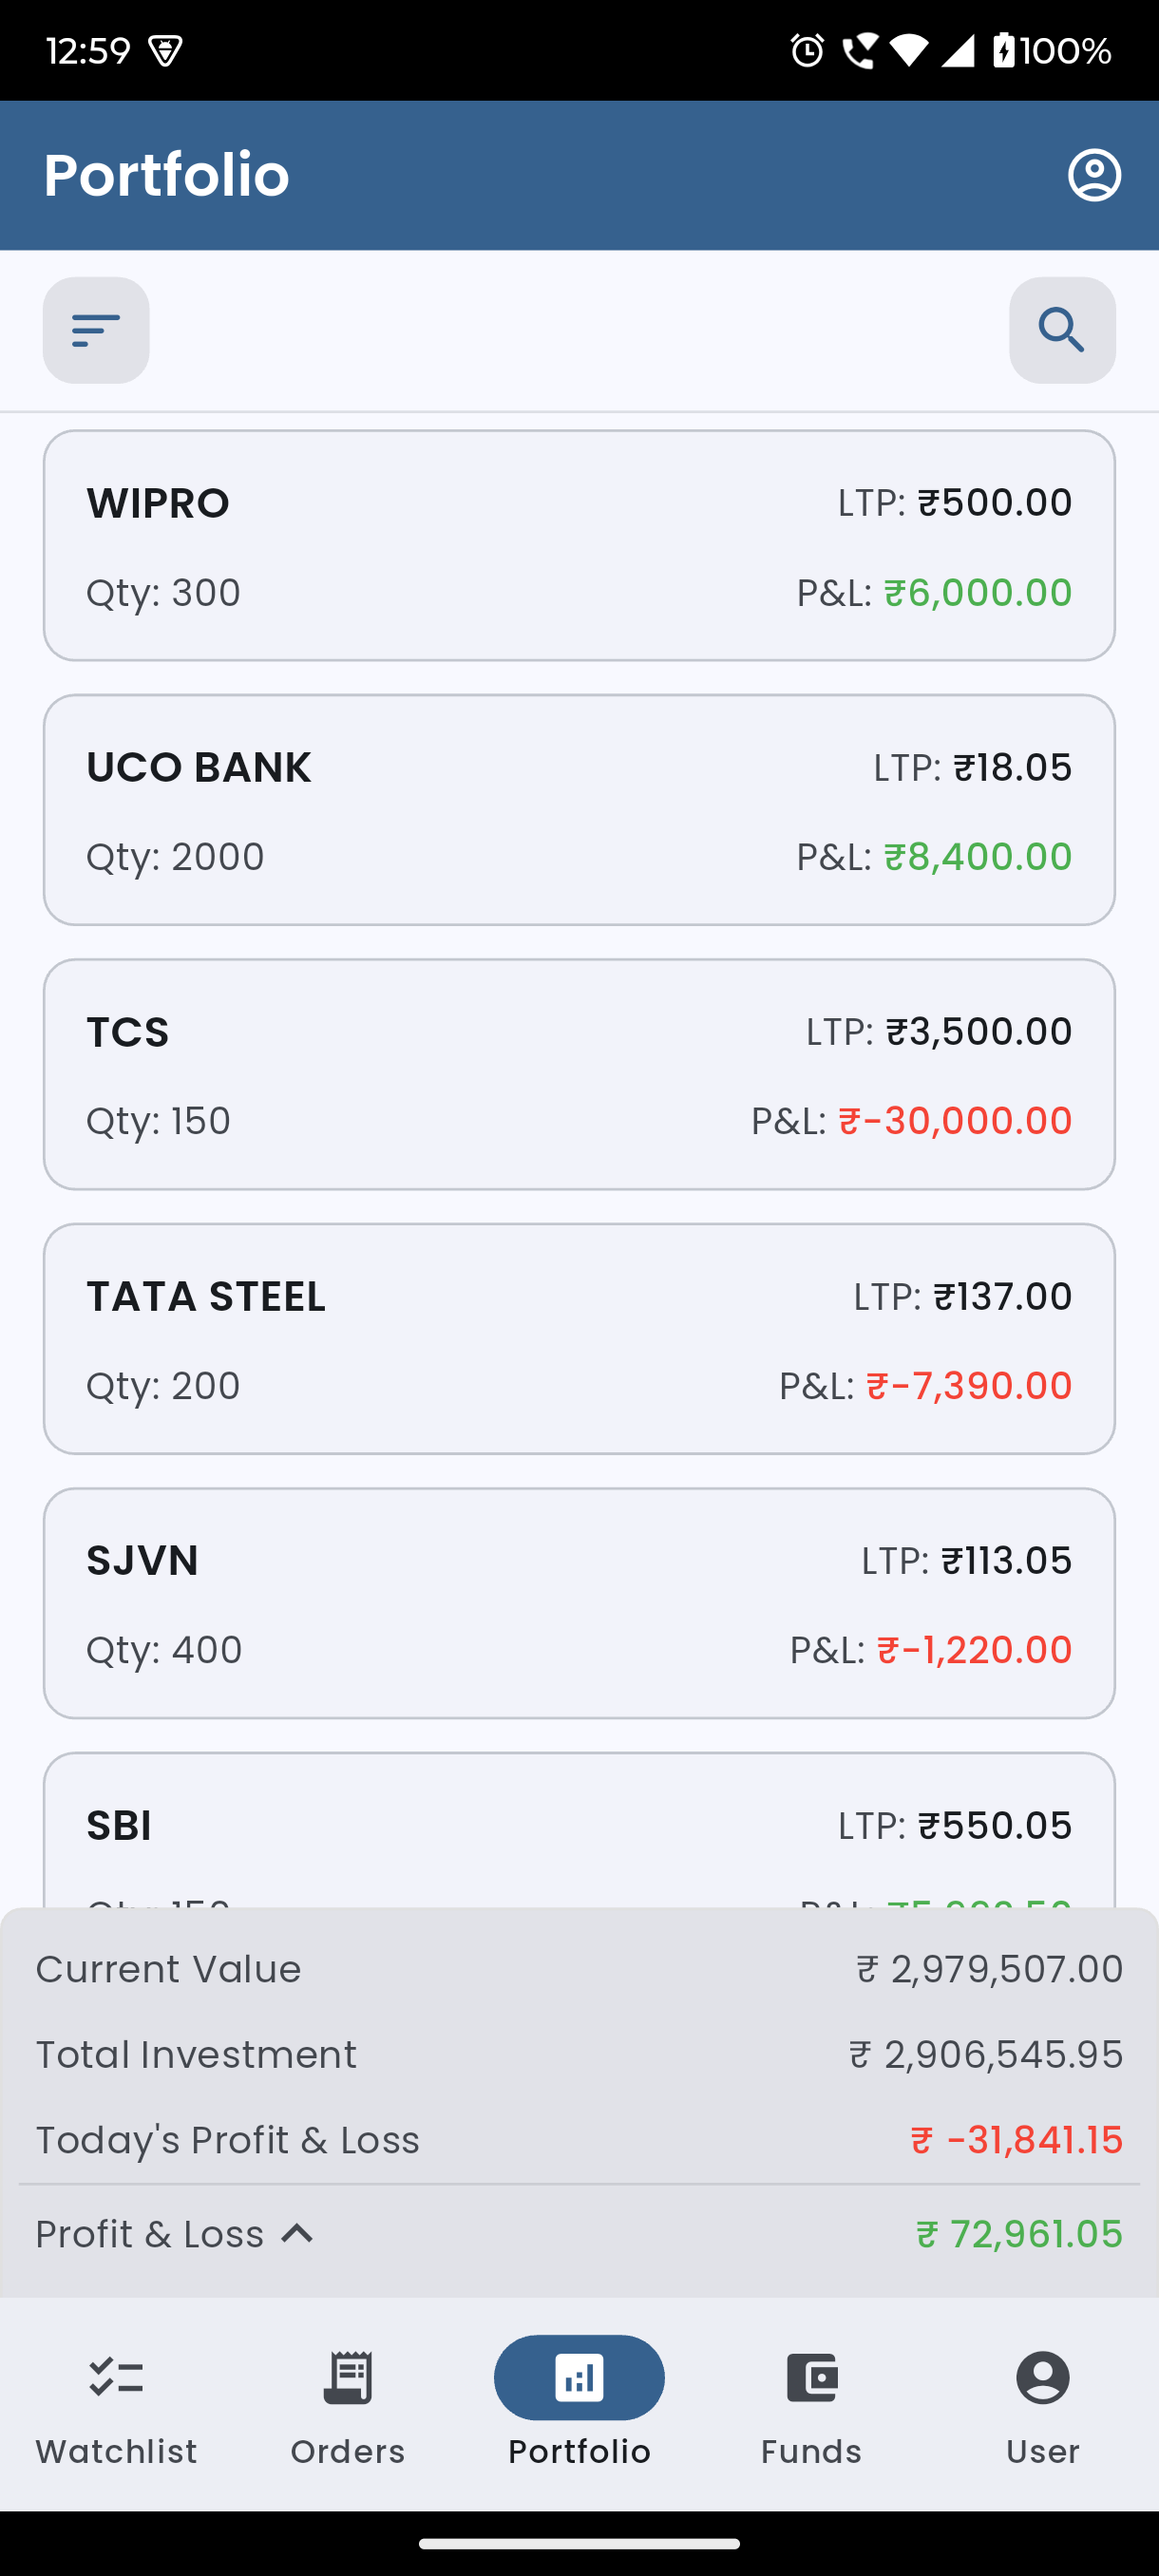 12:59 100%
Portfolio
WIPRO LTP: ₹500.00
Qty: 300 P&L: ₹6,000.00
UCO BANK LTP: ₹18.05
Qty: 2000 P&L: ₹8,400.00
TCS LTP: ₹3,500.00
Qty: 150 P&L: ₹-30,000.00
TATA STEEL LTP: ₹137.00
Qty: 200 P&L: ₹-7,390.00
SJVN LTP: ₹113.05
Qty: 400 P&L: ₹-1,220.00
SBI LTP: ₹550.05
Qty: 150 P&L:
Current Value ₹ 2,979,507.00
Total Investment ₹ 2,906,545.95
Today's Profit & Loss ₹ -31,841.15
Profit & Loss ₹ 72,961.05
Watchlist Orders Portfolio Funds User